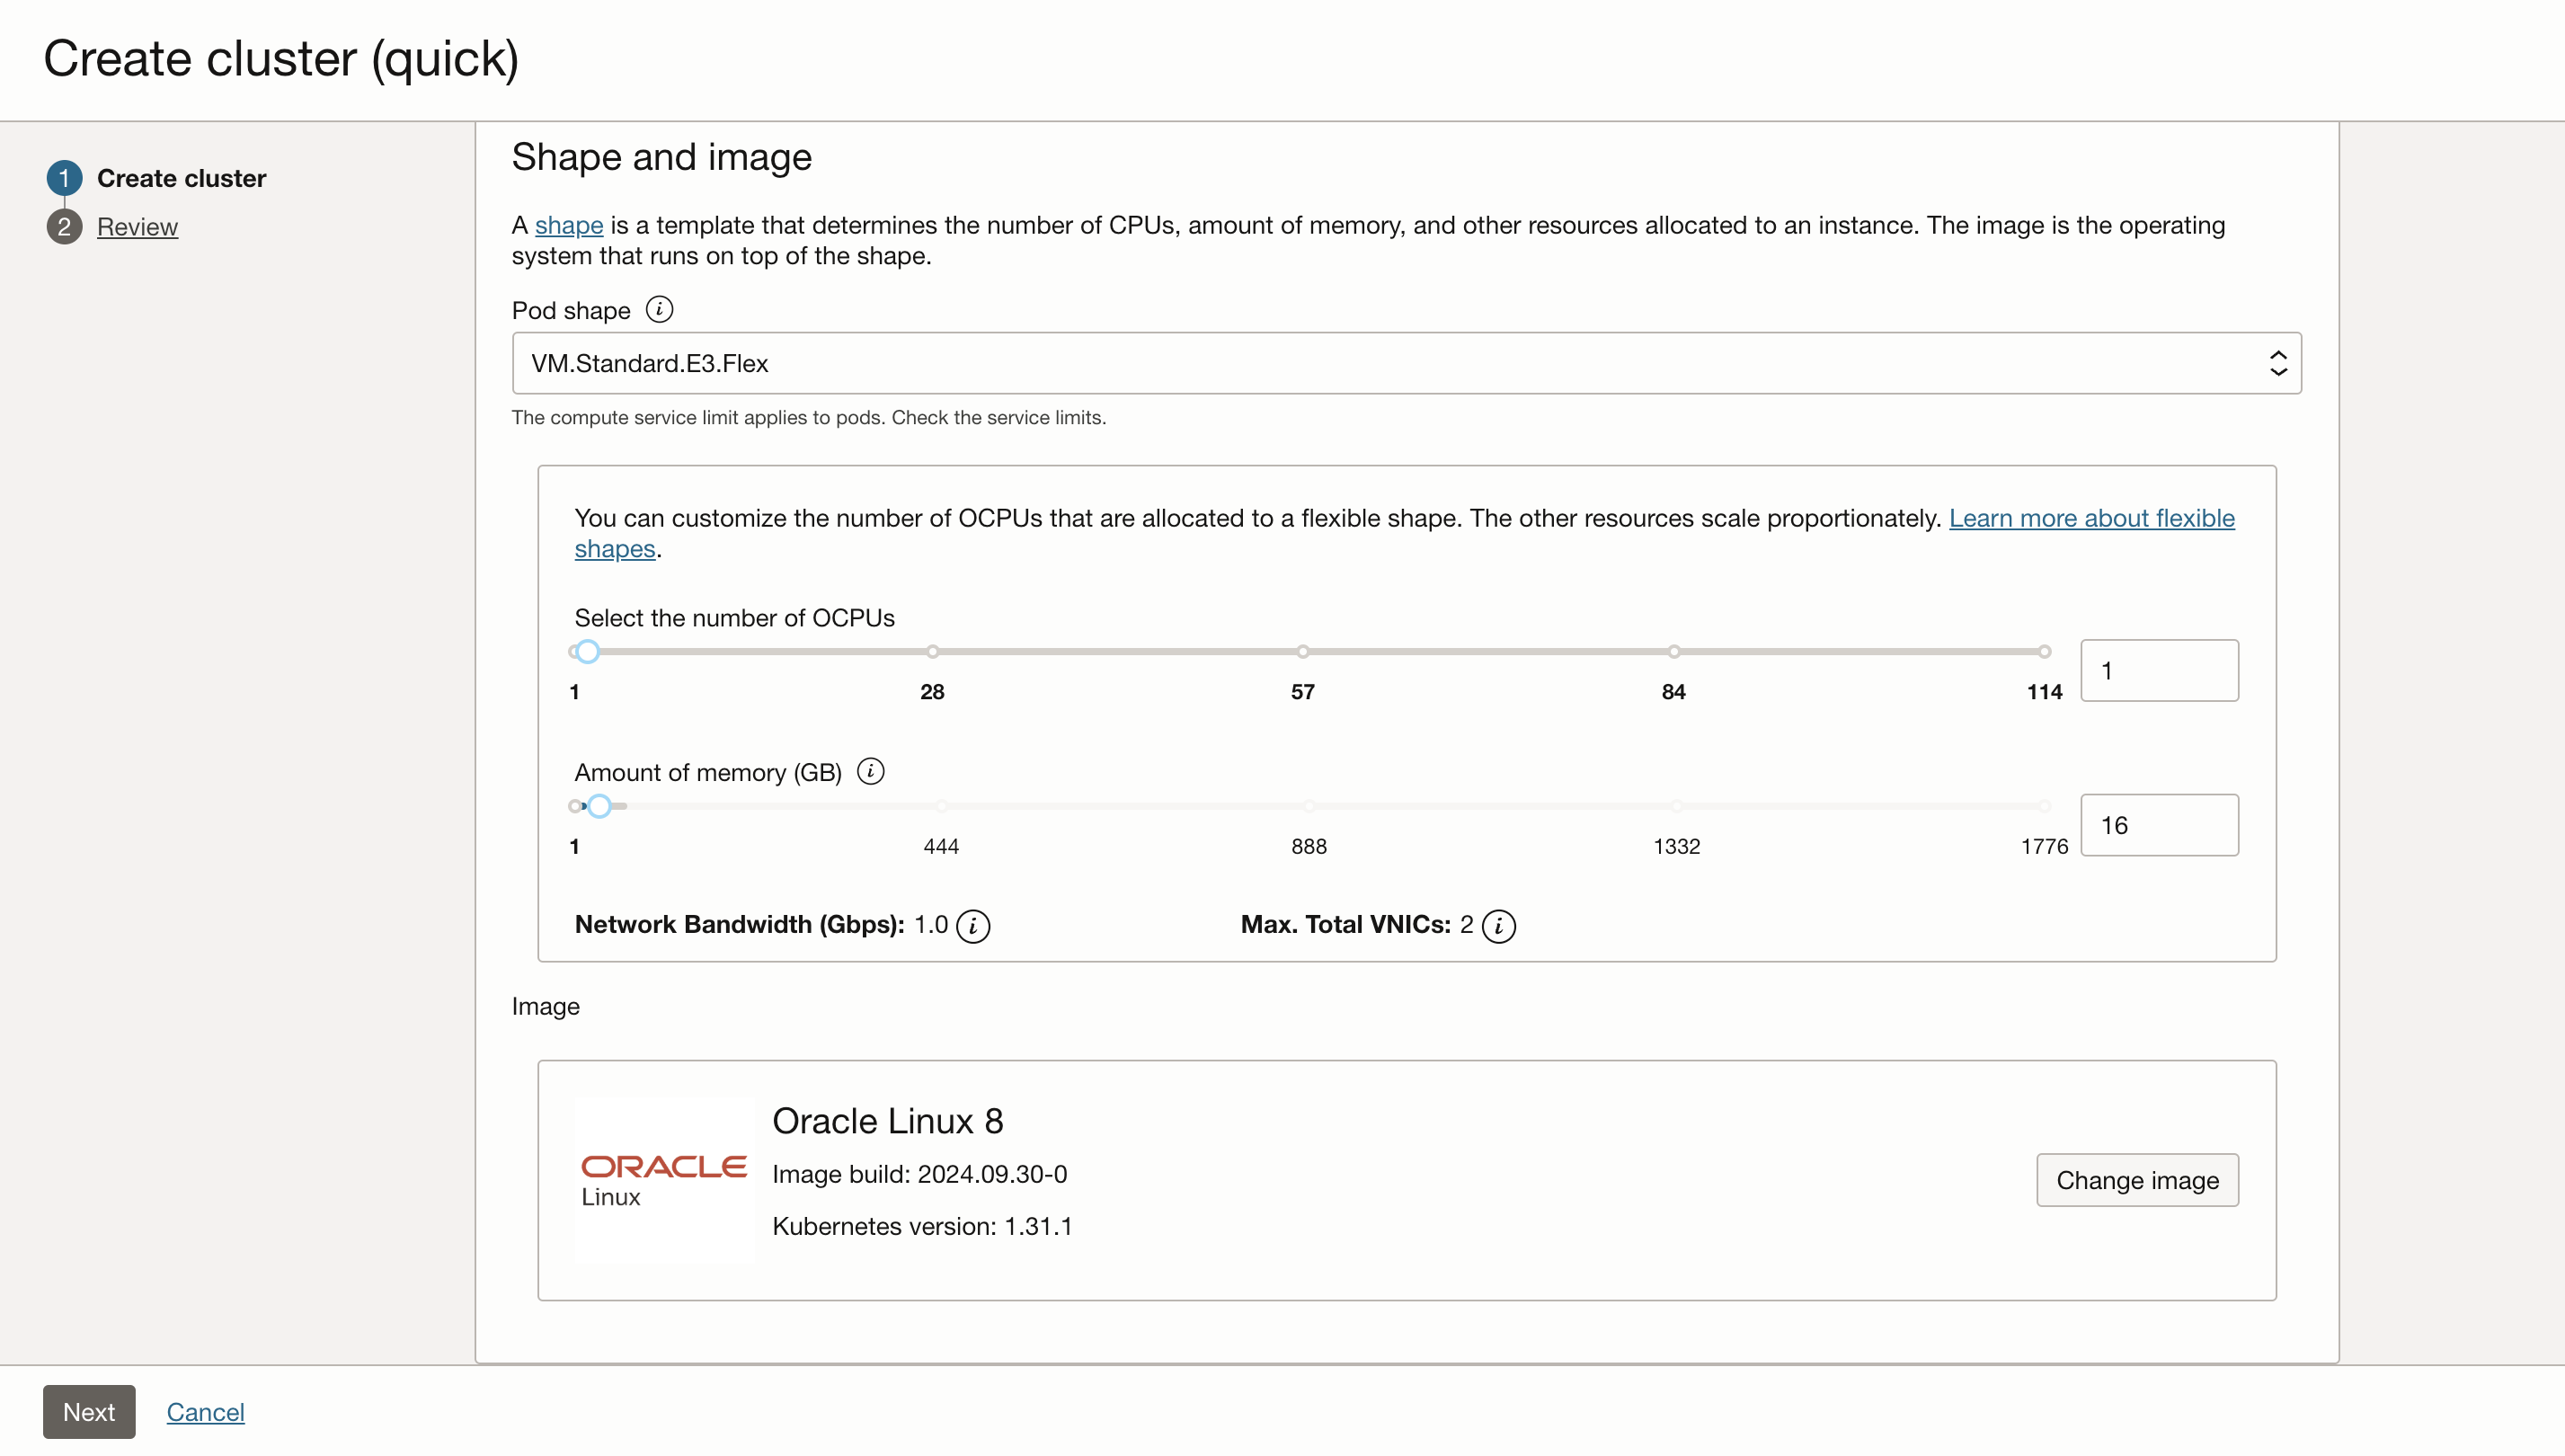 Create cluster (quick)
1 Create cluster
2 Review
Shape and image
A shape is a template that determines the number of CPUs, amount of memory, and other resources allocated to an instance. The image is the operating
system that runs on top of the shape.
Pod shape i
VM.Standard.E3.Flex
The compute service limit applies to pods. Check the service limits.
You can customize the number of OCPUs that are allocated to a flexible shape. The other resources scale proportionately. Learn more about flexible
shapes.
Select the number of OCPUs
1 28 57 84 114
1
Amount of memory (GB) i
1 444 888 1332 1776
16
Network Bandwidth (Gbps): 1.0 i Max. Total VNICs: 2 i
Image
ORACLE
Linux
Oracle Linux 8
Image build: 2024.09.30-0
Kubernetes version: 1.31.1
Change image
Next Cancel